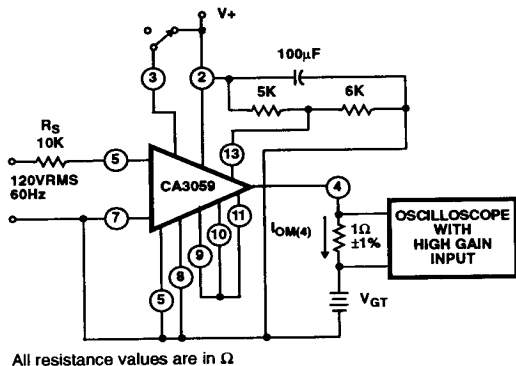 V+
100μF
3
2
5K
6K
RS
10K
13
5
CA3059
4
120VRMS
60Hz
7
11
IOM(4)
1Ω
±1%
OSCILLOSCOPE
WITH
HIGH GAIN
INPUT
10
9
8
5
VGT
All resistance values are in Ω